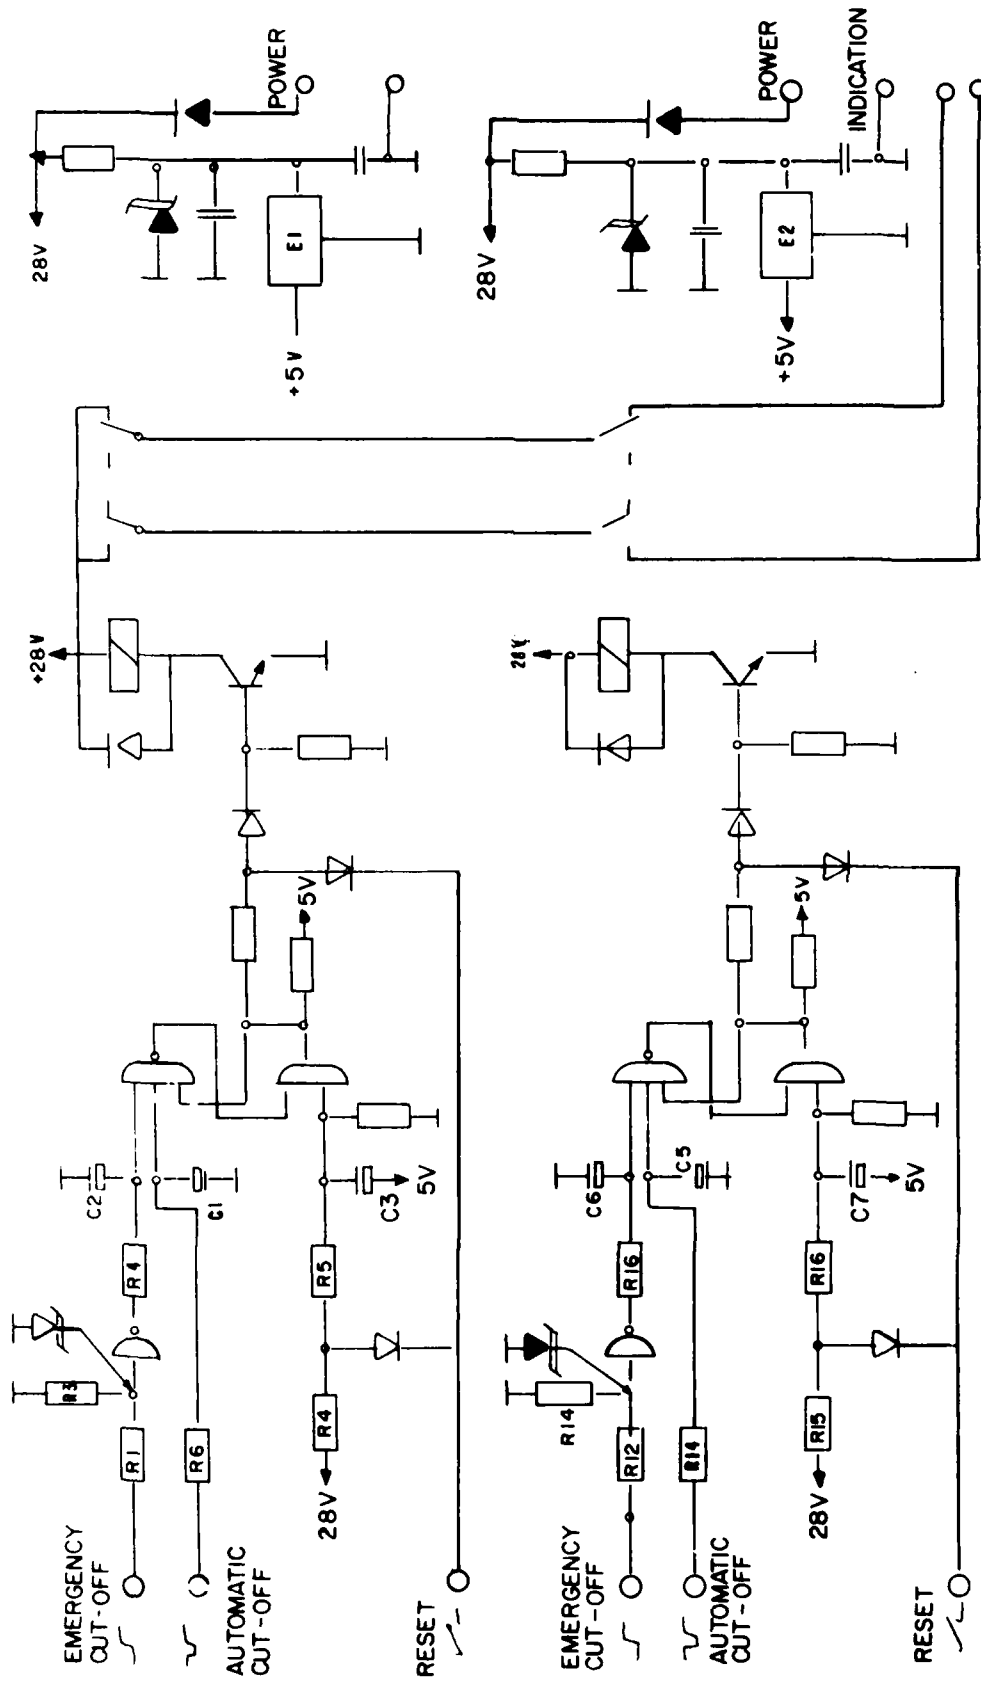 28V
POWER
E1
+5V
28V
POWER
INDICATION
E2
+5V
+28V
28V
5V
5V
C2
C1
C3
5V
C6
C5
C7
5V
R4
R5
R16
R16
R3
R1
R6
R4
28V
R14
R12
R14
R15
28V
EMERGENCY
CUT-OFF
AUTOMATIC
CUT-OFF
RESET
EMERGENCY
CUT-OFF
AUTOMATIC
CUT-OFF
RESET